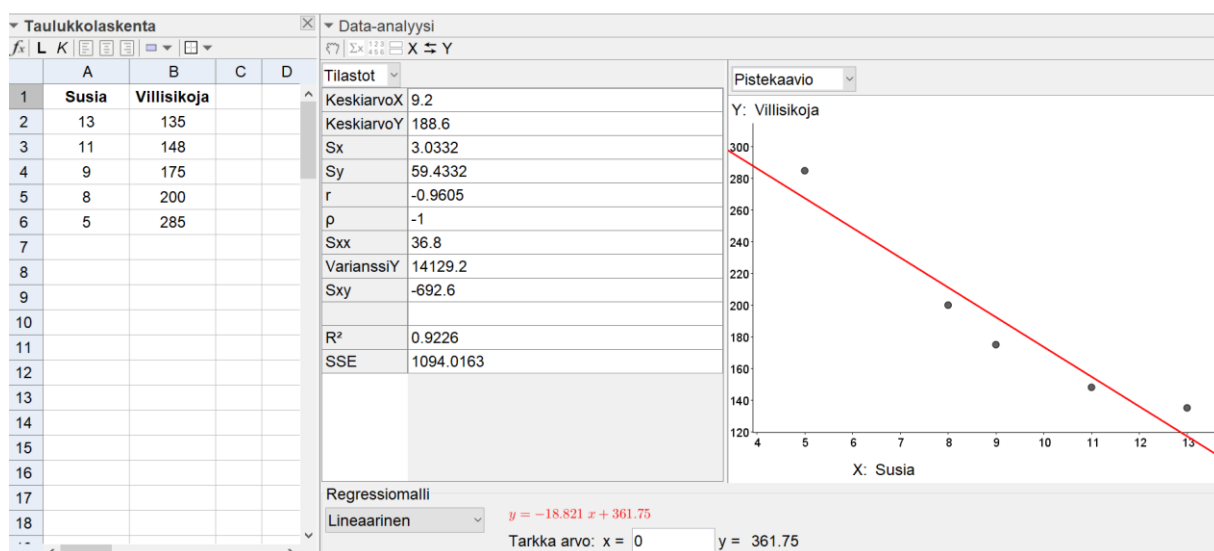 Taulukkolaskenta
fx L K
A B C D
1 Susia Villisikoja
2 13 135
3 11 148
4 9 175
5 8 200
6 5 285
7
8
9
10
11
12
13
14
15
16
17
18
Data-analyysi
Σx 123 456 X ⇆ Y
Tilastot
KeskiarvoX 9.2
KeskiarvoY 188.6
Sx 3.0332
Sy 59.4332
r -0.9605
ρ -1
Sxx 36.8
VarianssiY 14129.2
Sxy -692.6
R² 0.9226
SSE 1094.0163
Pistekaavio
Y: Villisikoja
300
280
260
240
220
200
180
160
140
120
4 5 6 7 8 9 10 11 12 13
X: Susia
Regressiomalli
Lineaarinen
y = −18.821 x + 361.75
Tarkka arvo: x = 0 y = 361.75